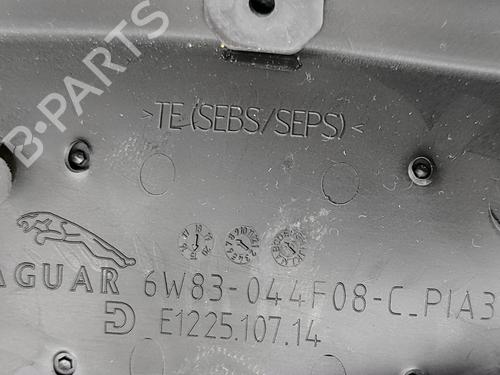 B-PARTS
>TE(SEBS/SEPS)<
JAGUAR 6W83-044F08-C_PIA3
E1225.107.14